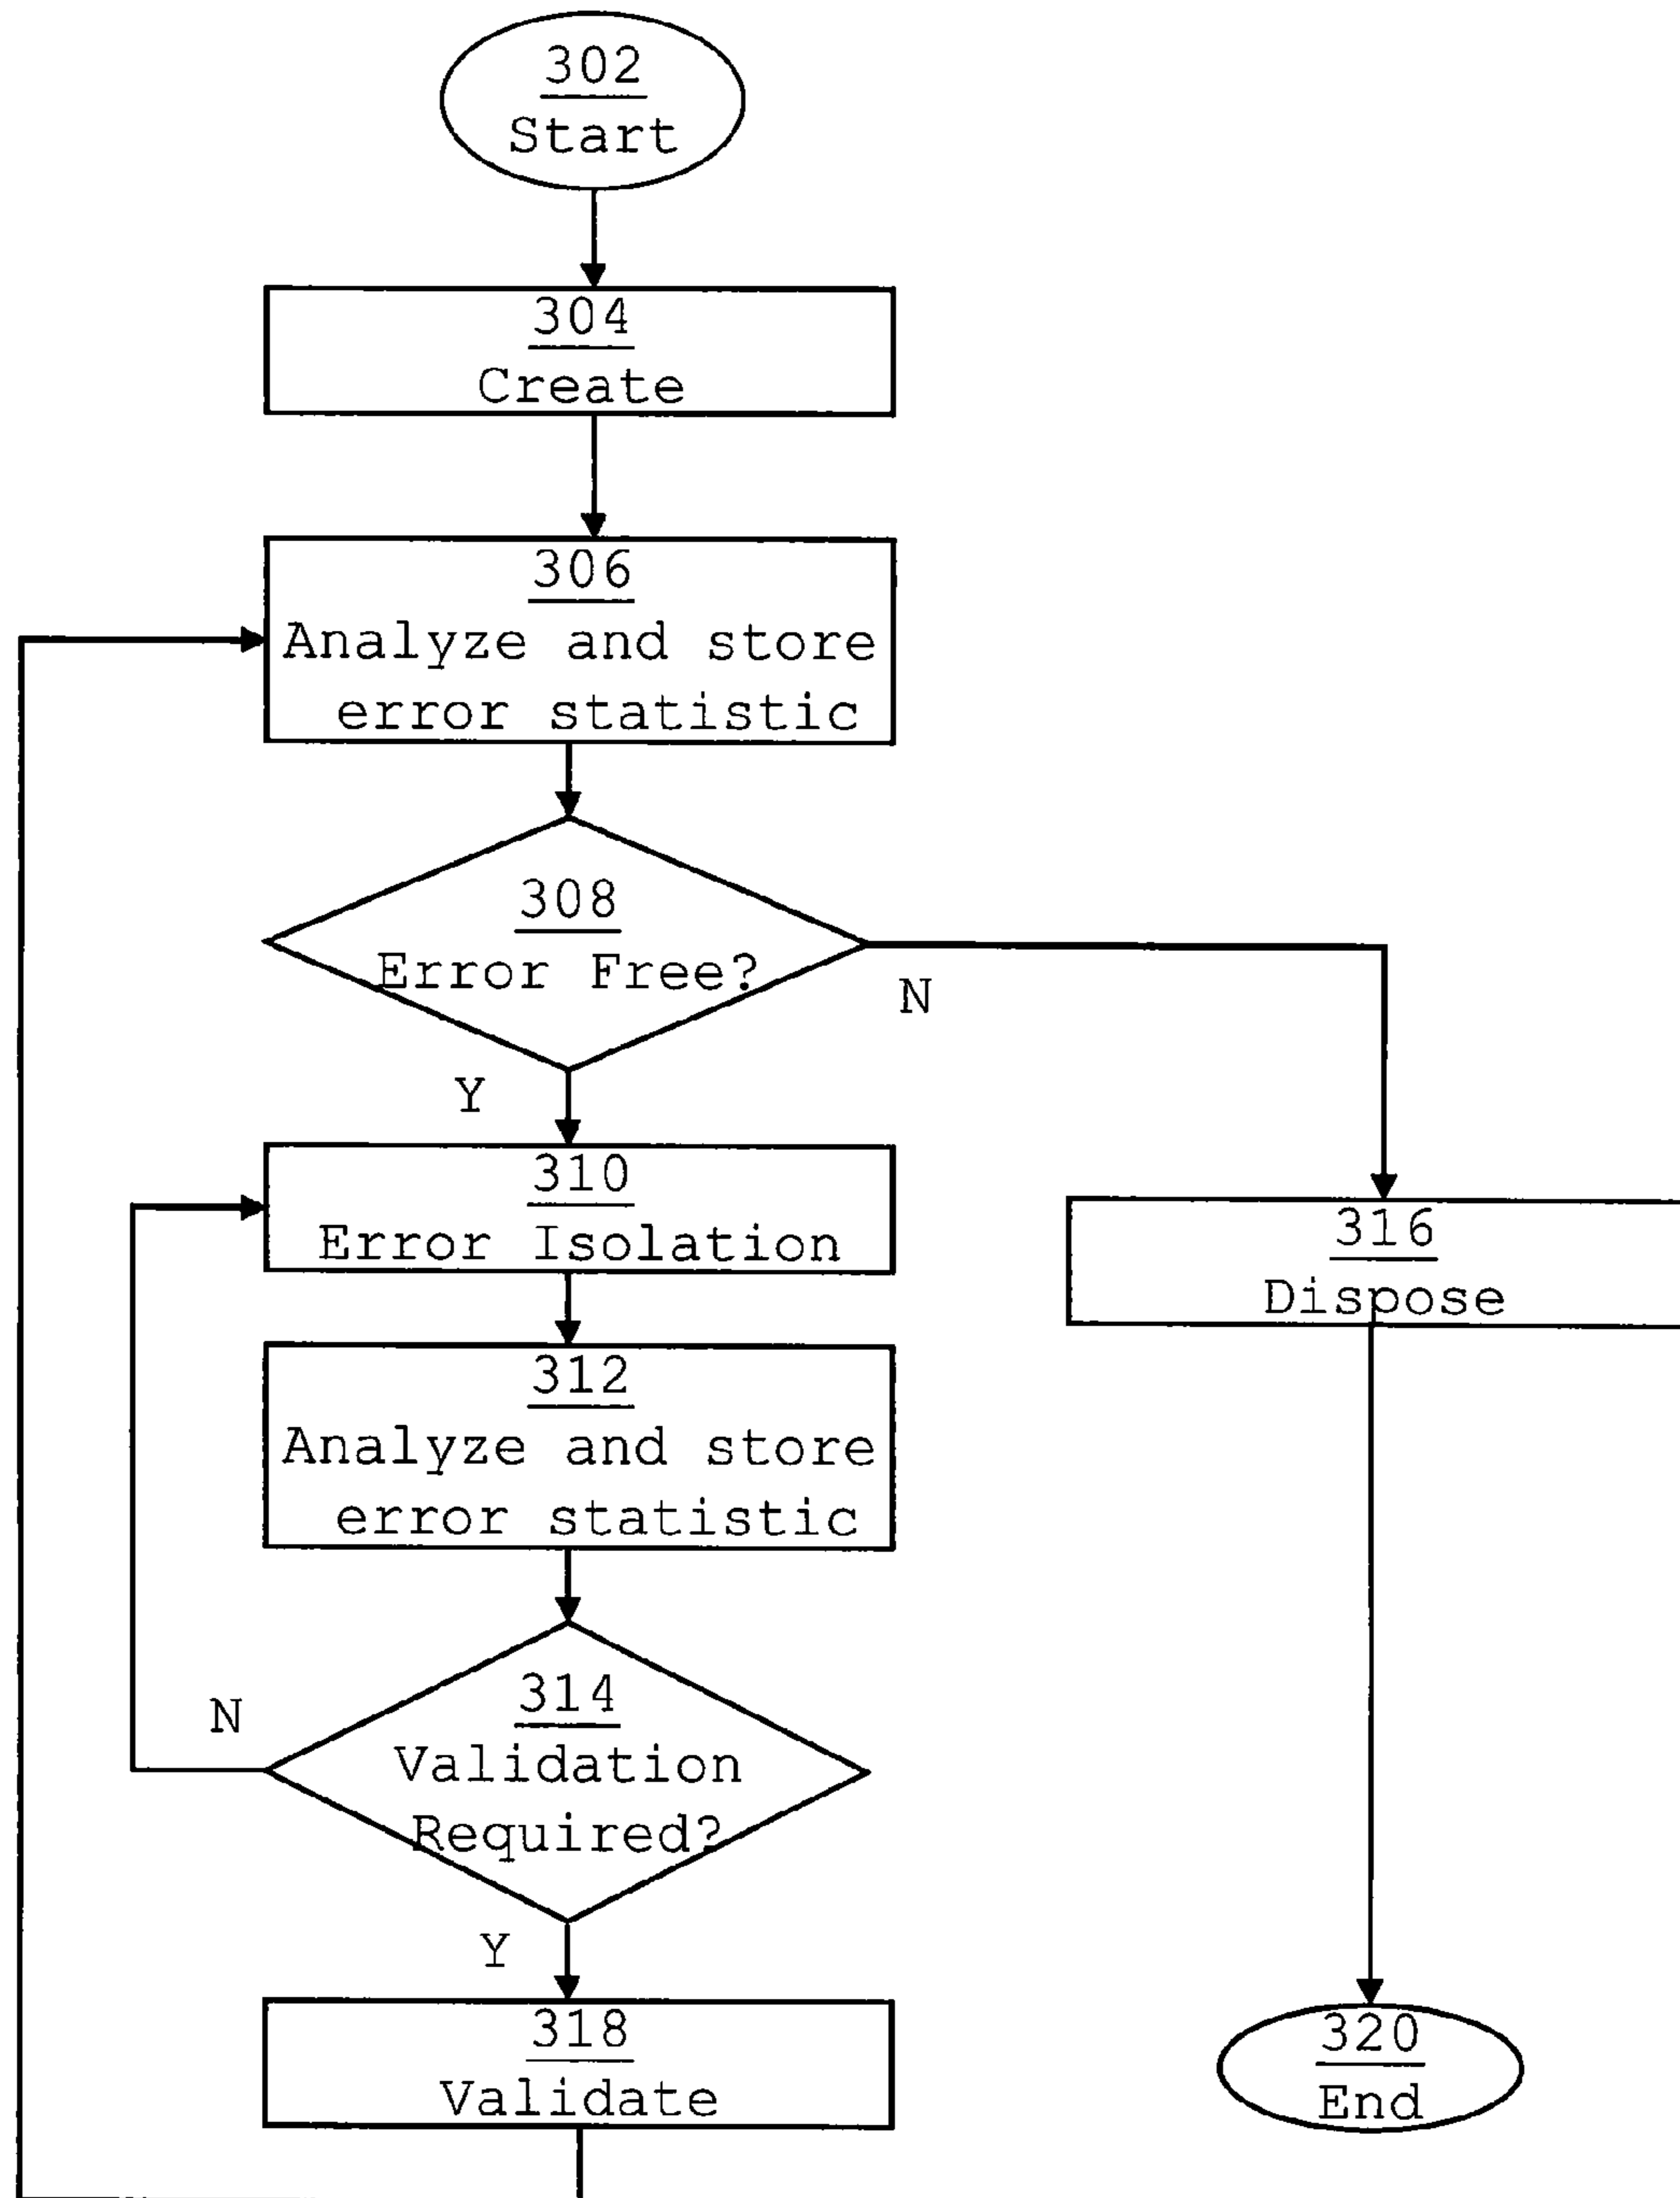 302
Start
304
Create
306
Analyze and store
error statistic
308
Error Free?
N
Y
310
Error Isolation
316
Dispose
312
Analyze and store
error statistic
314
Validation
Required?
N
Y
318
Validate
320
End